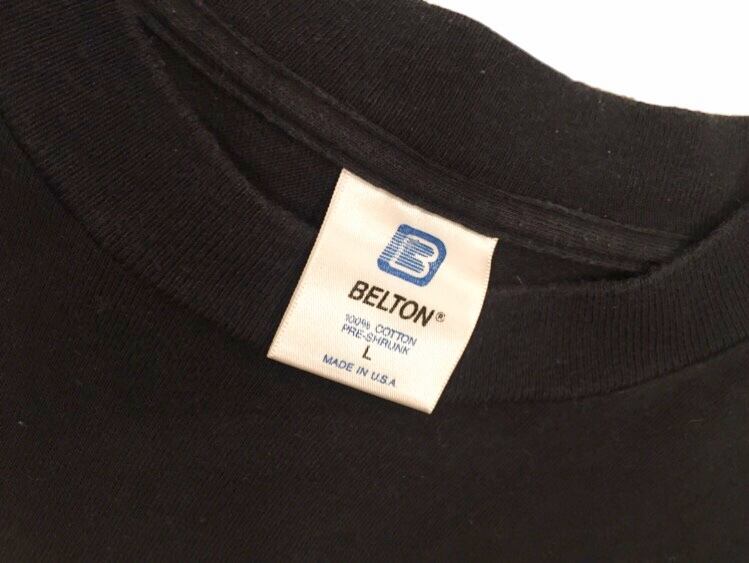 B
BELTON®
100% COTTON
PRE-SHRUNK
L
MADE IN U.S.A